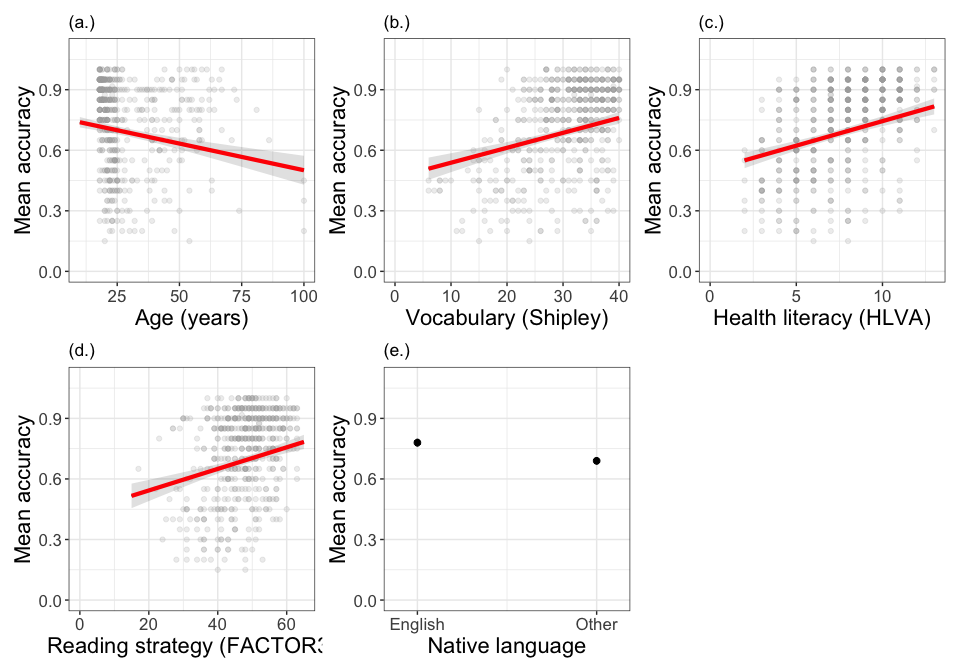 (a.)
Mean accuracy
0.9
0.6
0.3
0.0
25 50 75 100
Age (years)
(b.)
Mean accuracy
0.9
0.6
0.3
0.0
0 10 20 30 40
Vocabulary (Shipley)
(c.)
Mean accuracy
0.9
0.6
0.3
0.0
0 5 10
Health literacy (HLVA)
(d.)
Mean accuracy
0.9
0.6
0.3
0.0
0 20 40 60
Reading strategy (FACTOR3
(e.)
Mean accuracy
0.9
0.6
0.3
0.0
English Other
Native language